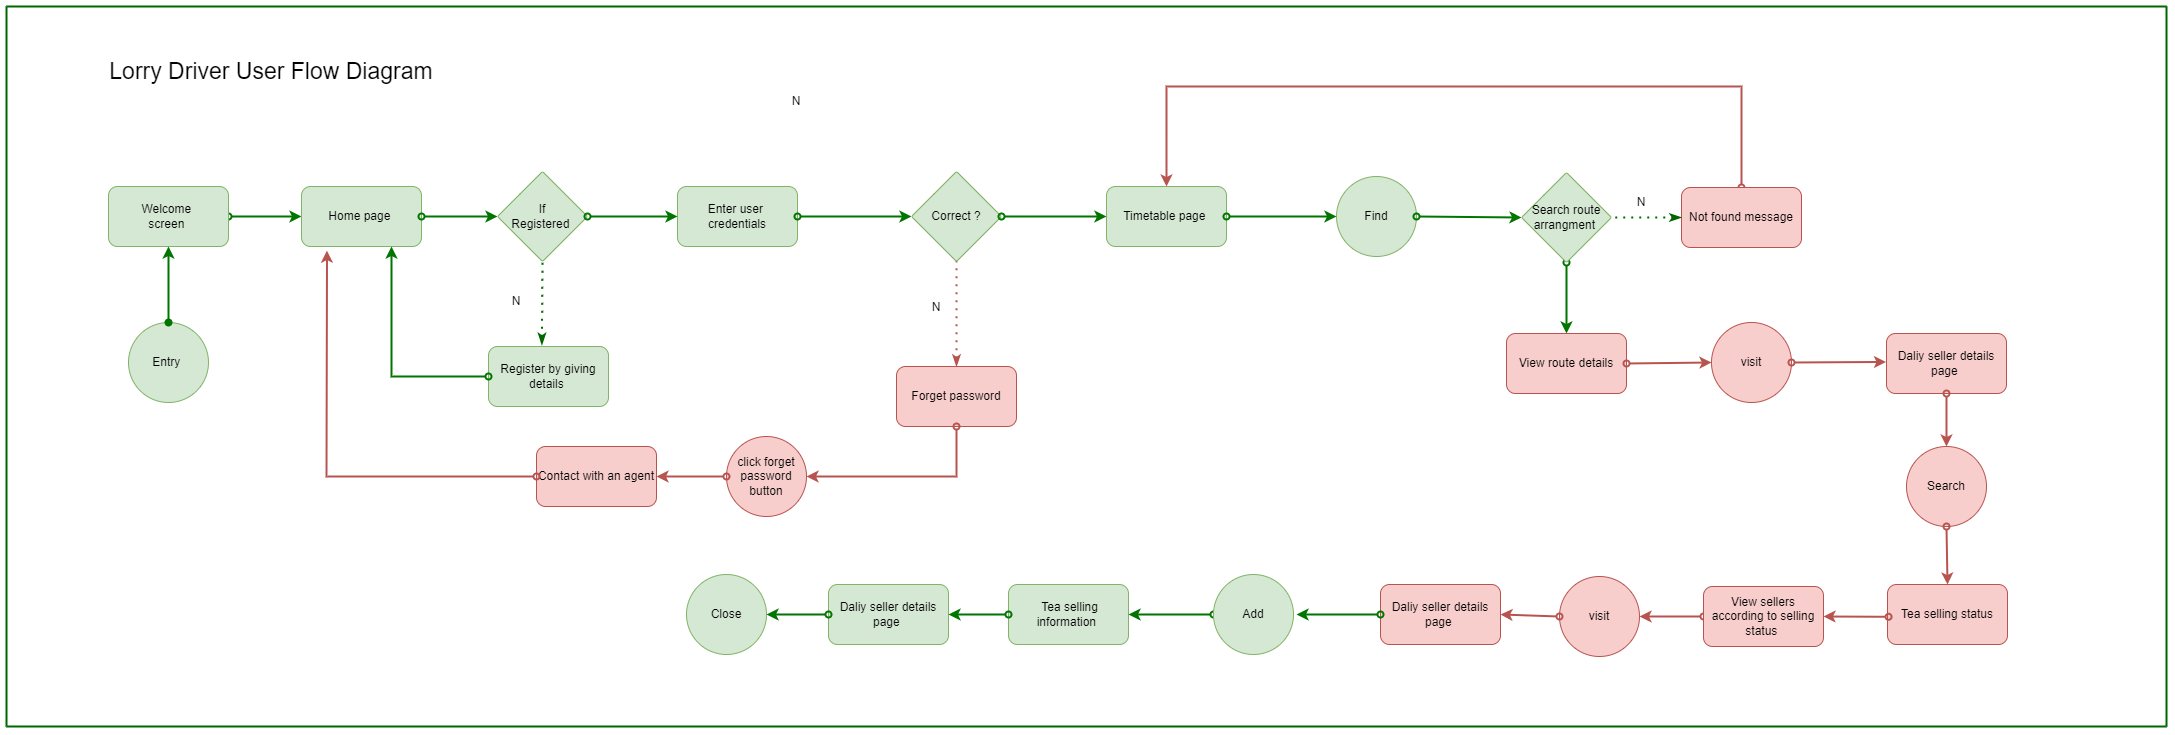 Lorry Driver User Flow Diagram
N
Welcome
screen
Home page
If
Registered
Enter user
credentials
Correct ?
Timetable page
Find
Search route
arrangment
N
Not found message
N
N
Entry
Register by giving
details
Forget password
View route details
visit
Daliy seller details
page
Contact with an agent
click forget
password
button
Search
Close
Daliy seller details
page
Tea selling
information
Add
Daliy seller details
page
visit
View sellers
according to selling
status
Tea selling status